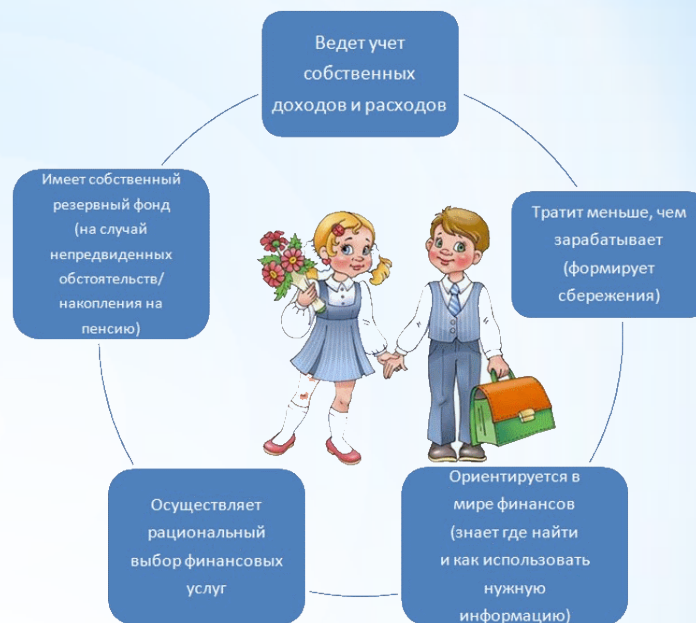 Ведет учет
собственных
доходов и расходов
Тратит меньше, чем
зарабатывает
(формирует
сбережения)
Ориентируется в
мире финансов
(знает где найти
и как использовать
нужную
информацию)
Осуществляет
рациональный
выбор финансовых
услуг
Имеет собственный
резервный фонд
(на случай
непредвиденных
обстоятельств/
накопления на
пенсию)